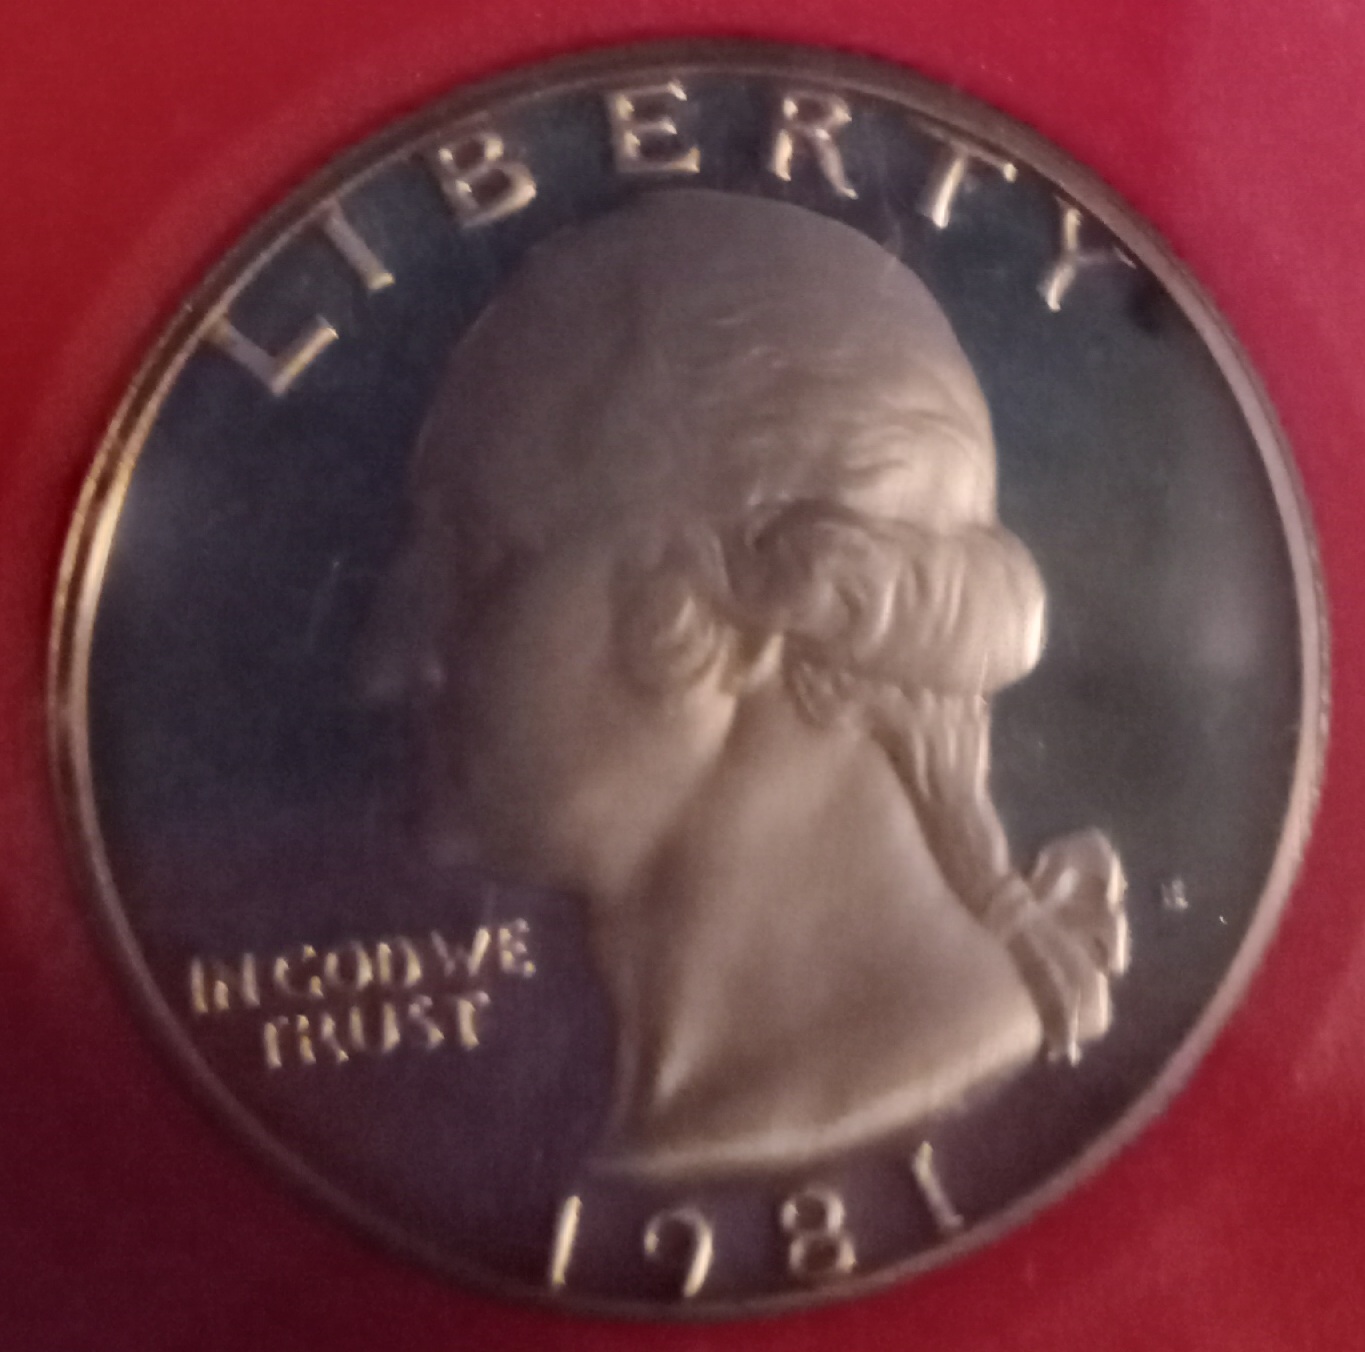 LIBERTY
IN GOD WE
TRUST
1981